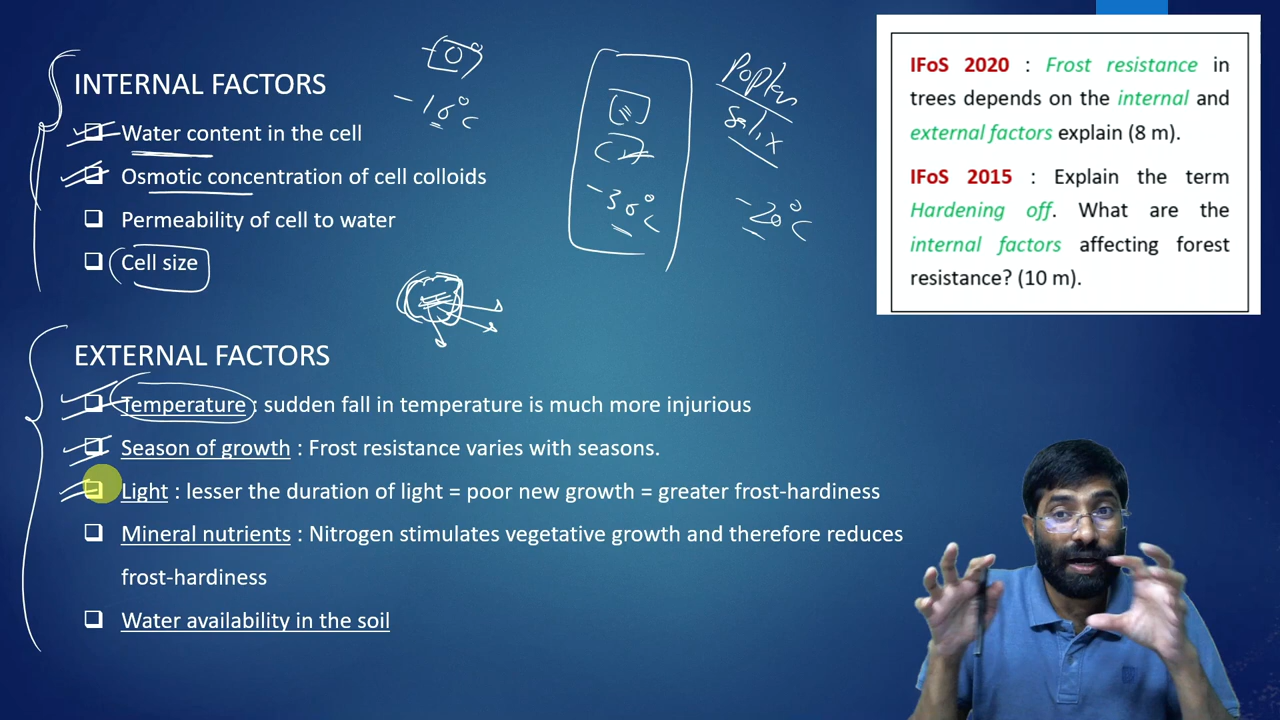 INTERNAL FACTORS
Water content in the cell
Osmotic concentration of cell colloids
Permeability of cell to water
Cell size
EXTERNAL FACTORS
Temperature : sudden fall in temperature is much more injurious
Season of growth : Frost resistance varies with seasons.
Light : lesser the duration of light = poor new growth = greater frost-hardiness
Mineral nutrients : Nitrogen stimulates vegetative growth and therefore reduces
frost-hardiness
Water availability in the soil
-10°C
-30°C
Poplar
Salix
-20°C
IFoS 2020 : Frost resistance in
trees depends on the internal and
external factors explain (8 m).
IFoS 2015 : Explain the term
Hardening off. What are the
internal factors affecting forest
resistance? (10 m).